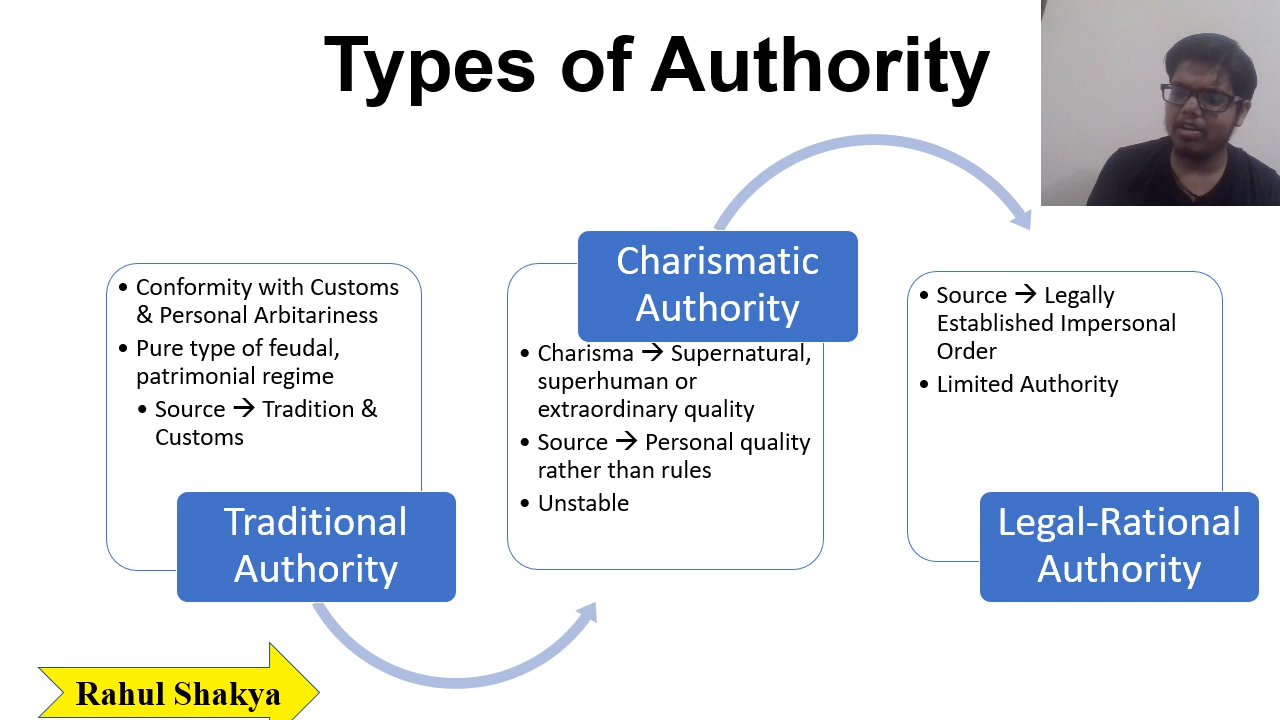 Types of Authority
• Conformity with Customs
& Personal Arbitariness
• Pure type of feudal,
patrimonial regime
• Source → Tradition &
Customs
Traditional
Authority
Charismatic
Authority
• Charisma → Supernatural,
superhuman or
extraordinary quality
• Source → Personal quality
rather than rules
• Unstable
• Source → Legally
Established Impersonal
Order
• Limited Authority
Legal-Rational
Authority
Rahul Shakya